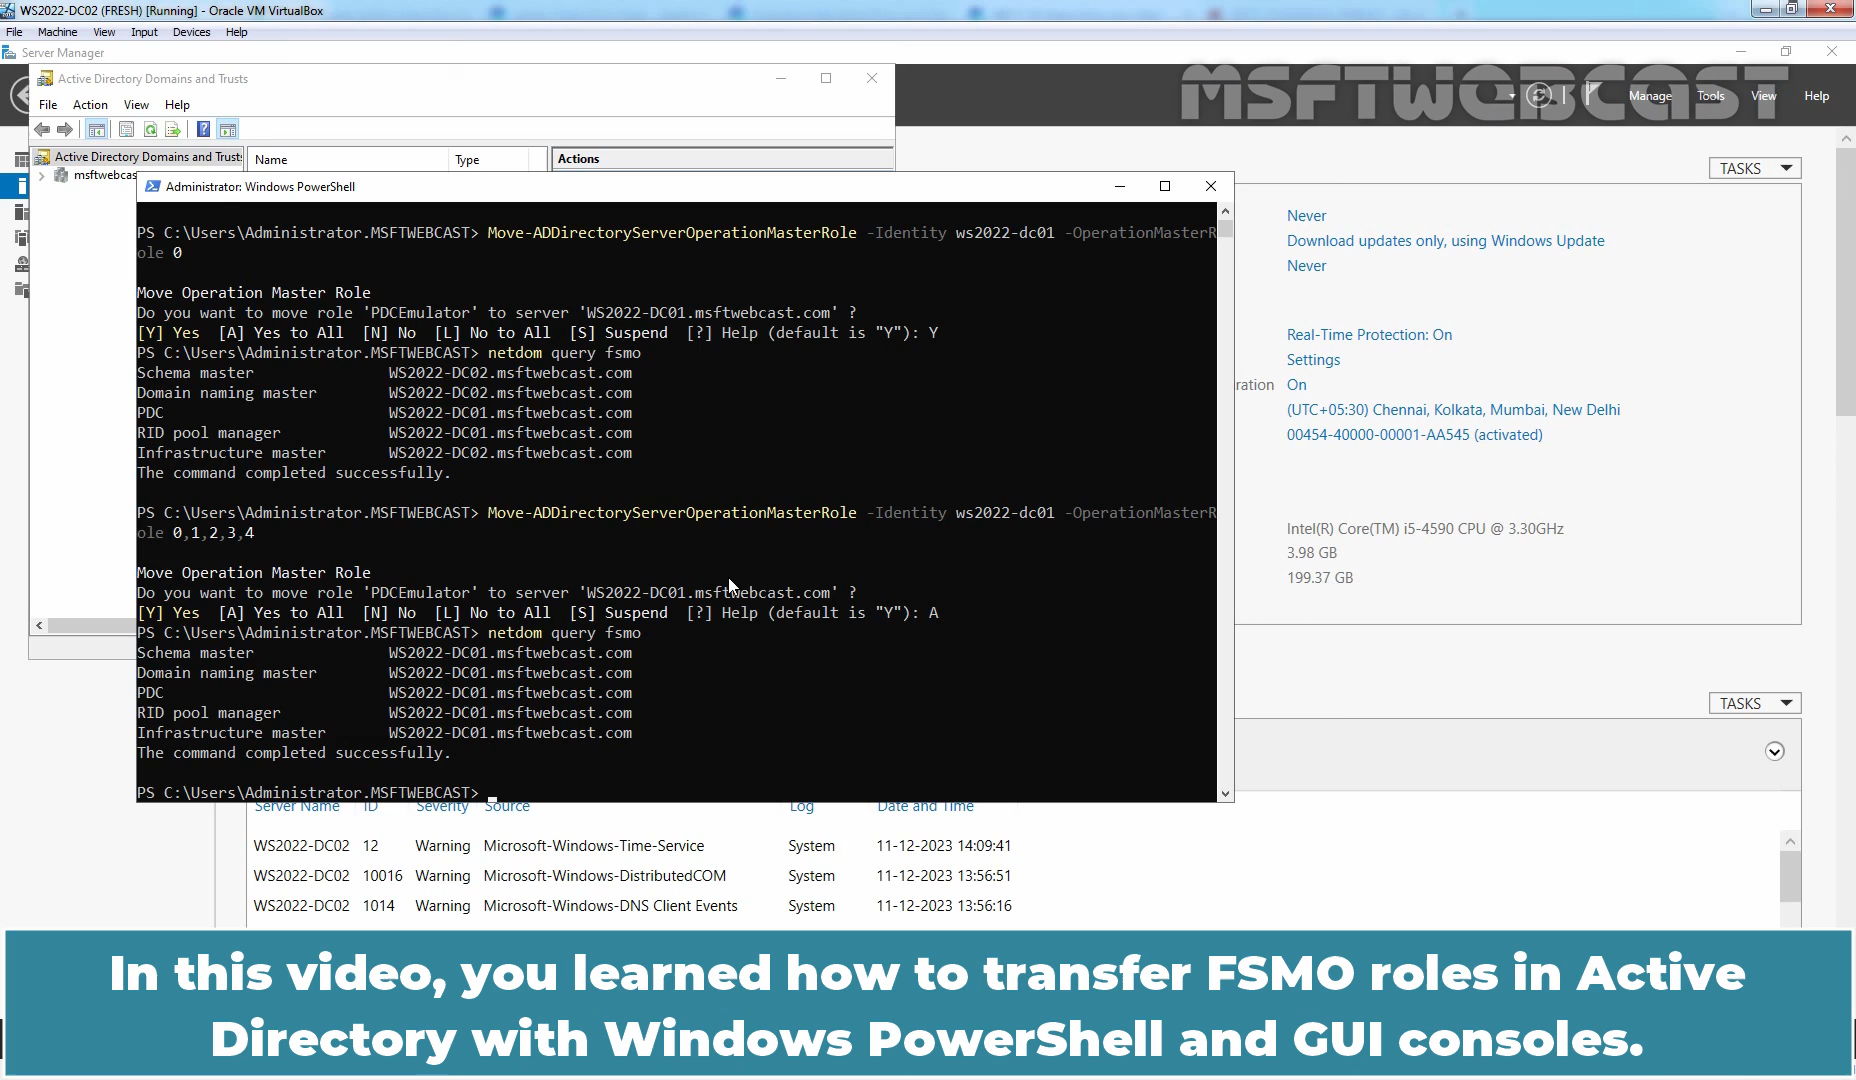 WS2022-DC02 (FRESH) [Running] - Oracle VM VirtualBox
File Machine View Input Devices Help
Server Manager
Active Directory Domains and Trusts
MSFTWEBCAST
Manage Tools View Help
File Action View Help
Active Directory Domains and Trust
Name Type Actions
msftwebcas
TASKS
Administrator: Windows PowerShell
PS C:\Users\Administrator.MSFTWEBCAST> Move-ADDirectoryServerOperationMasterRole -Identity ws2022-dc01 -OperationMasterR
ole 0
Move Operation Master Role
Do you want to move role 'PDCEmulator' to server 'WS2022-DC01.msftwebcast.com' ?
[Y] Yes [A] Yes to All [N] No [L] No to All [S] Suspend [?] Help (default is "Y"): Y
PS C:\Users\Administrator.MSFTWEBCAST> netdom query fsmo
Schema master WS2022-DC02.msftwebcast.com
Domain naming master WS2022-DC02.msftwebcast.com
PDC WS2022-DC01.msftwebcast.com
RID pool manager WS2022-DC01.msftwebcast.com
Infrastructure master WS2022-DC02.msftwebcast.com
The command completed successfully.
PS C:\Users\Administrator.MSFTWEBCAST> Move-ADDirectoryServerOperationMasterRole -Identity ws2022-dc01 -OperationMasterR
ole 0,1,2,3,4
Move Operation Master Role
Do you want to move role 'PDCEmulator' to server 'WS2022-DC01.msftwebcast.com' ?
[Y] Yes [A] Yes to All [N] No [L] No to All [S] Suspend [?] Help (default is "Y"): A
PS C:\Users\Administrator.MSFTWEBCAST> netdom query fsmo
Schema master WS2022-DC01.msftwebcast.com
Domain naming master WS2022-DC01.msftwebcast.com
PDC WS2022-DC01.msftwebcast.com
RID pool manager WS2022-DC01.msftwebcast.com
Infrastructure master WS2022-DC01.msftwebcast.com
The command completed successfully.
PS C:\Users\Administrator.MSFTWEBCAST>
Never
Download updates only, using Windows Update
Never
Real-Time Protection: On
Settings
ration On
(UTC+05:30) Chennai, Kolkata, Mumbai, New Delhi
00454-40000-00001-AA545 (activated)
Intel(R) Core(TM) i5-4590 CPU @ 3.30GHz
3.98 GB
199.37 GB
TASKS
Server Name ID Severity Source Log Date and Time
WS2022-DC02 12 Warning Microsoft-Windows-Time-Service System 11-12-2023 14:09:41
WS2022-DC02 10016 Warning Microsoft-Windows-DistributedCOM System 11-12-2023 13:56:51
WS2022-DC02 1014 Warning Microsoft-Windows-DNS Client Events System 11-12-2023 13:56:16
In this video, you learned how to transfer FSMO roles in Active
Directory with Windows PowerShell and GUI consoles.